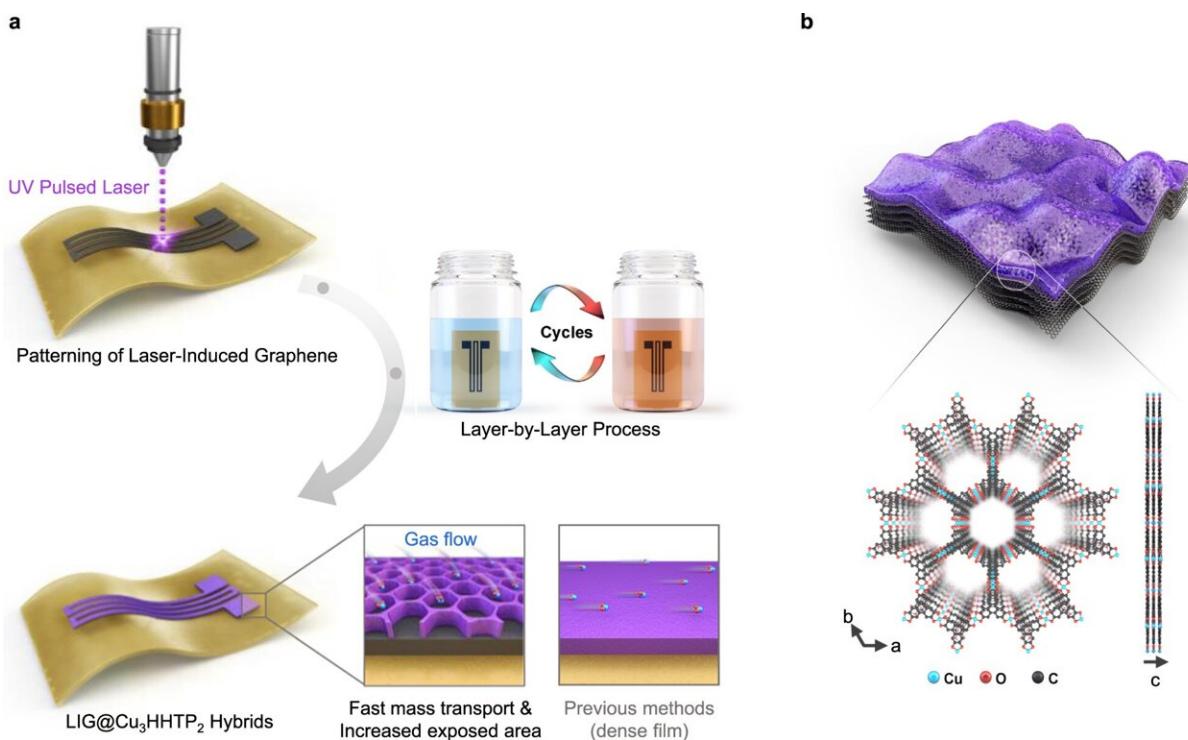 a
UV Pulsed Laser
Patterning of Laser-Induced Graphene
Cycles
Layer-by-Layer Process
Gas flow
LIG@Cu₃HHTP₂ Hybrids
Fast mass transport &
Increased exposed area
Previous methods
(dense film)
b
b
a
c
Cu
O
C